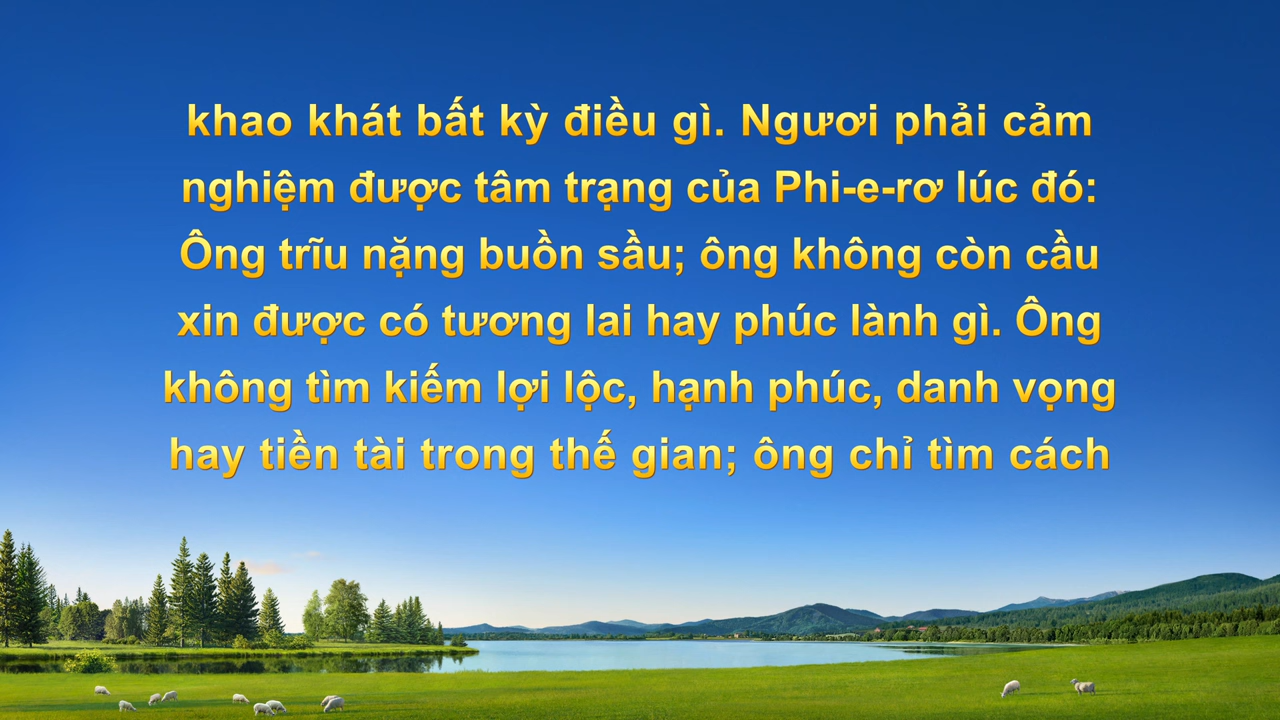 khao khát bất kỳ điều gì. Ngươi phải cảm
nghiệm được tâm trạng của Phi-e-rơ lúc đó:
Ông trĩu nặng buồn sầu; ông không còn cầu
xin được có tương lai hay phúc lành gì. Ông
không tìm kiếm lợi lộc, hạnh phúc, danh vọng
hay tiền tài trong thế gian; ông chỉ tìm cách